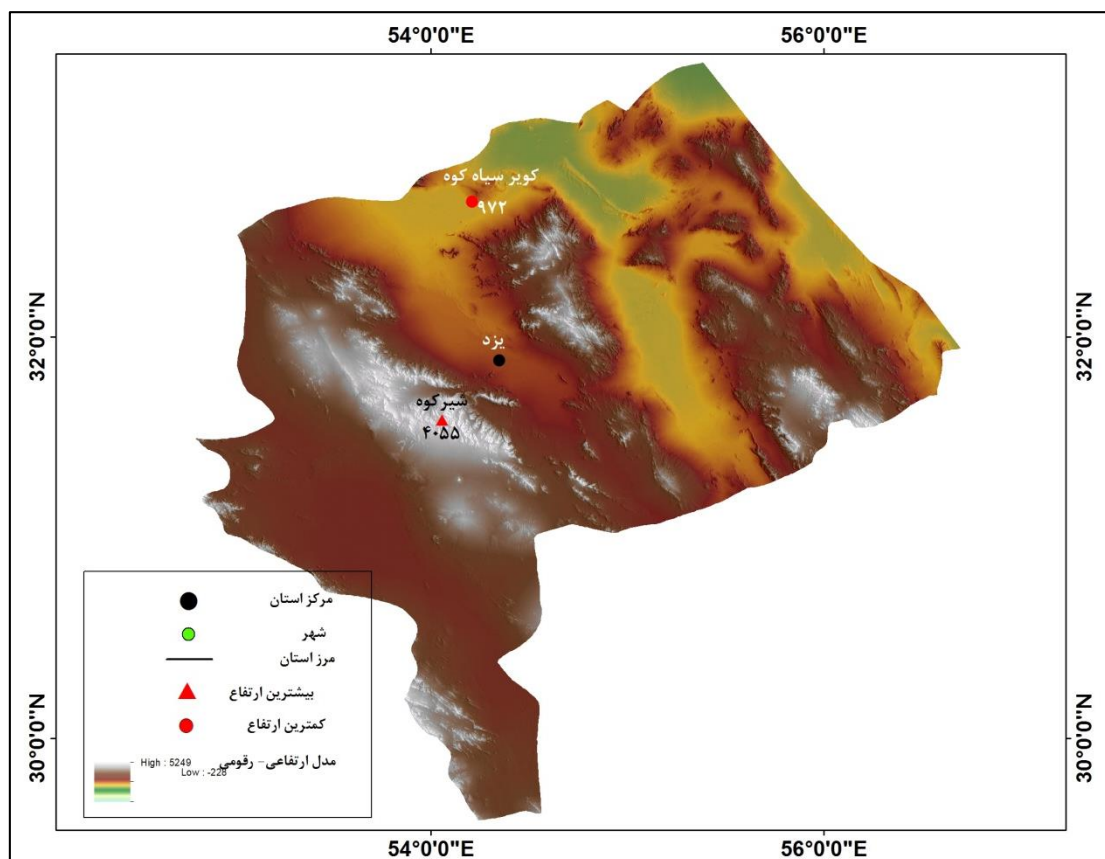 54°0'0"E
56°0'0"E
کویر سیاه کوه
۹۷۲
32°0'0"N
32°0'0"N
یزد
شیرکوه
۴۰۵۵
مرکز استان
شهر
مرز استان
بیشترین ارتفاع
کمترین ارتفاع
مدل ارتفاعی- رقومی
High : 5249
Low : -228
30°0'0"N
30°0'0"N
54°0'0"E
56°0'0"E